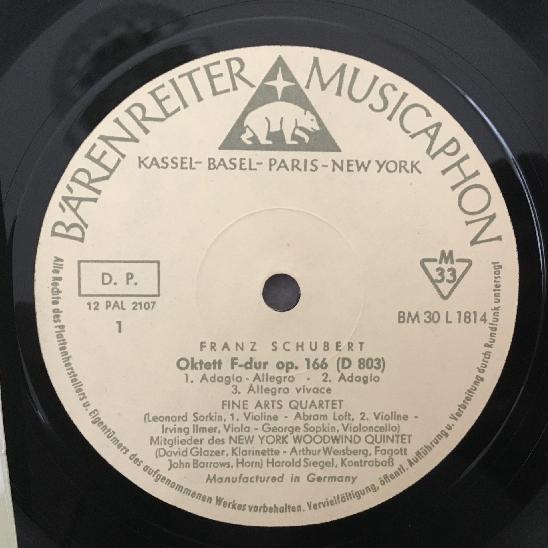 BÄRENREITER MUSICAPHON
KASSEL- BASEL- PARIS- NEW YORK
D. P.
12 PAL 2107
1
M
33
BM 30 L 1814
FRANZ SCHUBERT
Oktett F-dur op. 166 (D 803)
1. Adagio - Allegro - 2. Adagio
3. Allegro vivace
FINE ARTS QUARTET
(Leonard Sorkin, 1. Violine - Abram Loft, 2. Violine -
Irving Ilmer, Viola - George Sopkin, Violoncello)
Mitglieder des NEW YORK WOODWIND QUINTET
(David Glazer, Klarinette - Arthur Weisberg, Fagott
John Barrows, Horn) Harold Siegel, Kontrabaß
Manufactured in Germany
Alle Rechte des Plattenherstellers u. Eigentümers des aufgenommenen Werkes vorbehalten. Vervielfältigung, öffentl. Aufführung u. Verbreitung durch Rundfunk untersagt